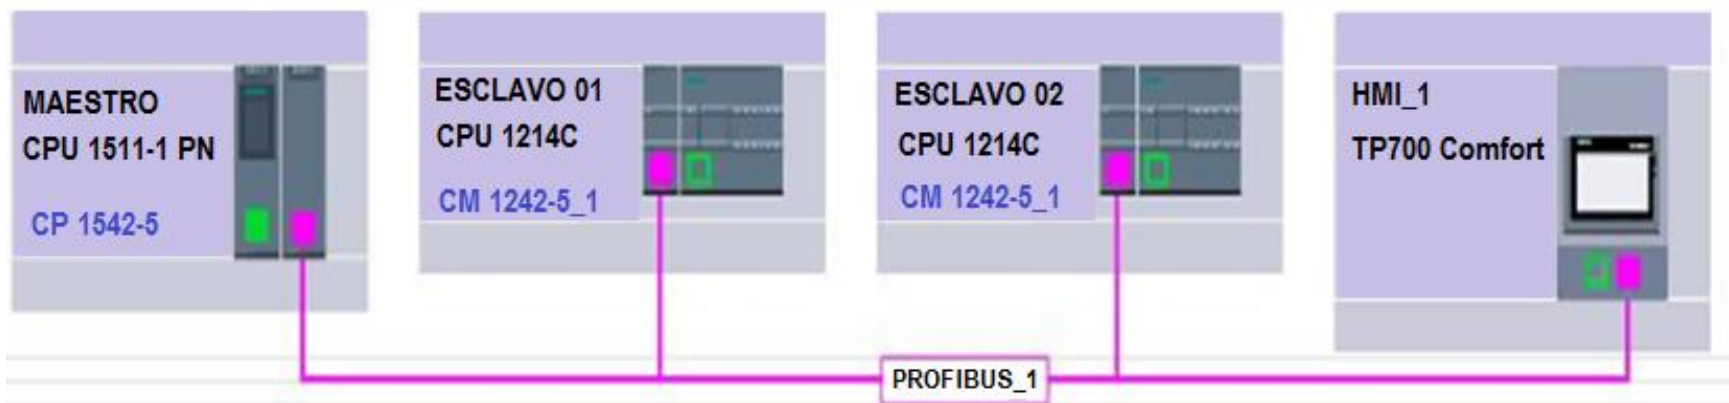 MAESTRO
CPU 1511-1 PN
CP 1542-5
ESCLAVO 01
CPU 1214C
CM 1242-5_1
ESCLAVO 02
CPU 1214C
CM 1242-5_1
HMI_1
TP700 Comfort
PROFIBUS_1